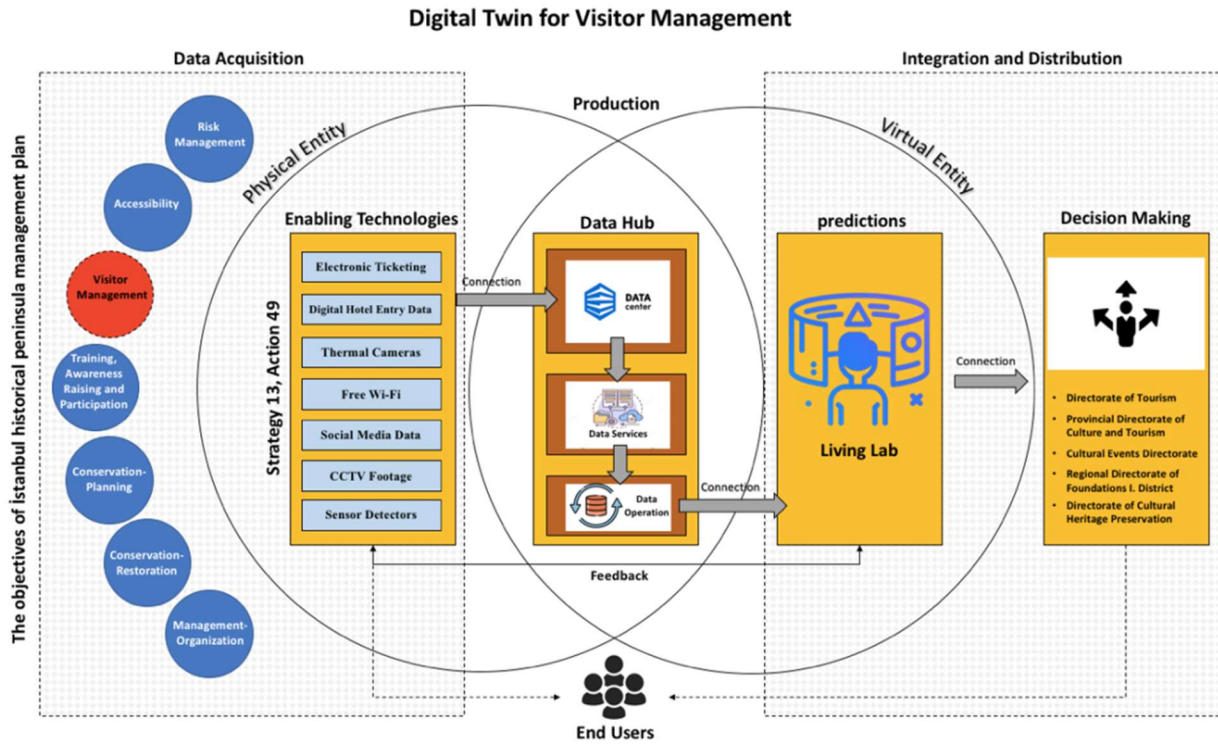 Digital Twin for Visitor Management
Data Acquisition
Integration and Distribution
Production
The objectives of istanbul historical peninsula management plan
Risk
Management
Accessibility
Visitor
Management
Training,
Awareness
Raising and
Participation
Conservation-
Planning
Conservation-
Restoration
Management-
Organization
Physical Entity
Virtual Entity
Enabling Technologies
Strategy 13, Action 49
Electronic Ticketing
Digital Hotel Entry Data
Thermal Cameras
Free Wi-Fi
Social Media Data
CCTV Footage
Sensor Detectors
Connection
Data Hub
DATA
center
Data Services
Data
Operation
Connection
predictions
Living Lab
Connection
Decision Making
• Directorate of Tourism
• Provincial Directorate of
Culture and Tourism
• Cultural Events Directorate
• Regional Directorate of
Foundations I. District
• Directorate of Cultural
Heritage Preservation
Feedback
End Users